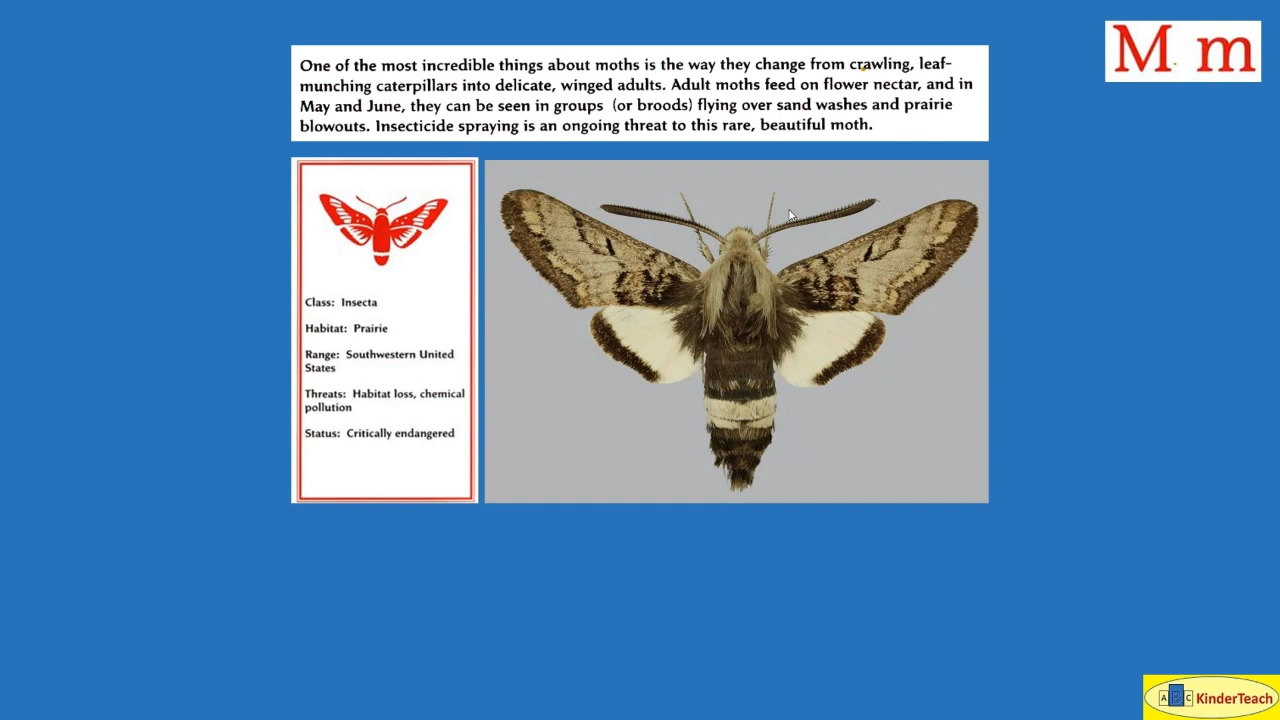 M m
One of the most incredible things about moths is the way they change from crawling, leaf-
munching caterpillars into delicate, winged adults. Adult moths feed on flower nectar, and in
May and June, they can be seen in groups (or broods) flying over sand washes and prairie
blowouts. Insecticide spraying is an ongoing threat to this rare, beautiful moth.
Class: Insecta
Habitat: Prairie
Range: Southwestern United
States
Threats: Habitat loss, chemical
pollution
Status: Critically endangered
ABC KinderTeach